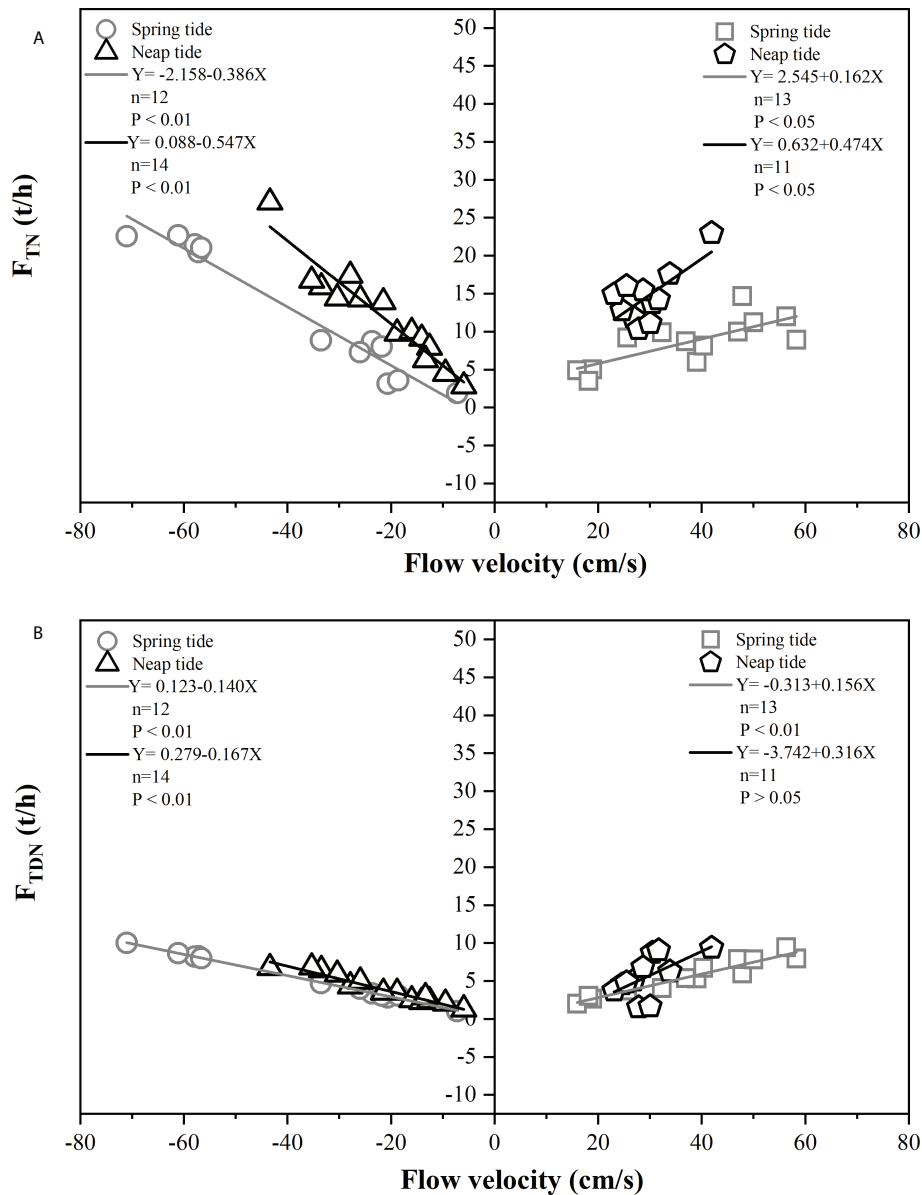 A
Spring tide
Neap tide
Y= -2.158-0.386X
n=12
P < 0.01
Y= 0.088-0.547X
n=14
P < 0.01
Spring tide
Neap tide
Y= 2.545+0.162X
n=13
P < 0.05
Y= 0.632+0.474X
n=11
P < 0.05
50
45
40
35
30
25
20
15
10
5
0
-5
-10
F_TN (t/h)
-80 -60 -40 -20 0 20 40 60 80
Flow velocity (cm/s)
B
Spring tide
Neap tide
Y= 0.123-0.140X
n=12
P < 0.01
Y= 0.279-0.167X
n=14
P < 0.01
Spring tide
Neap tide
Y= -0.313+0.156X
n=13
P < 0.01
Y= -3.742+0.316X
n=11
P > 0.05
50
45
40
35
30
25
20
15
10
5
0
-5
-10
F_TDN (t/h)
-80 -60 -40 -20 0 20 40 60 80
Flow velocity (cm/s)